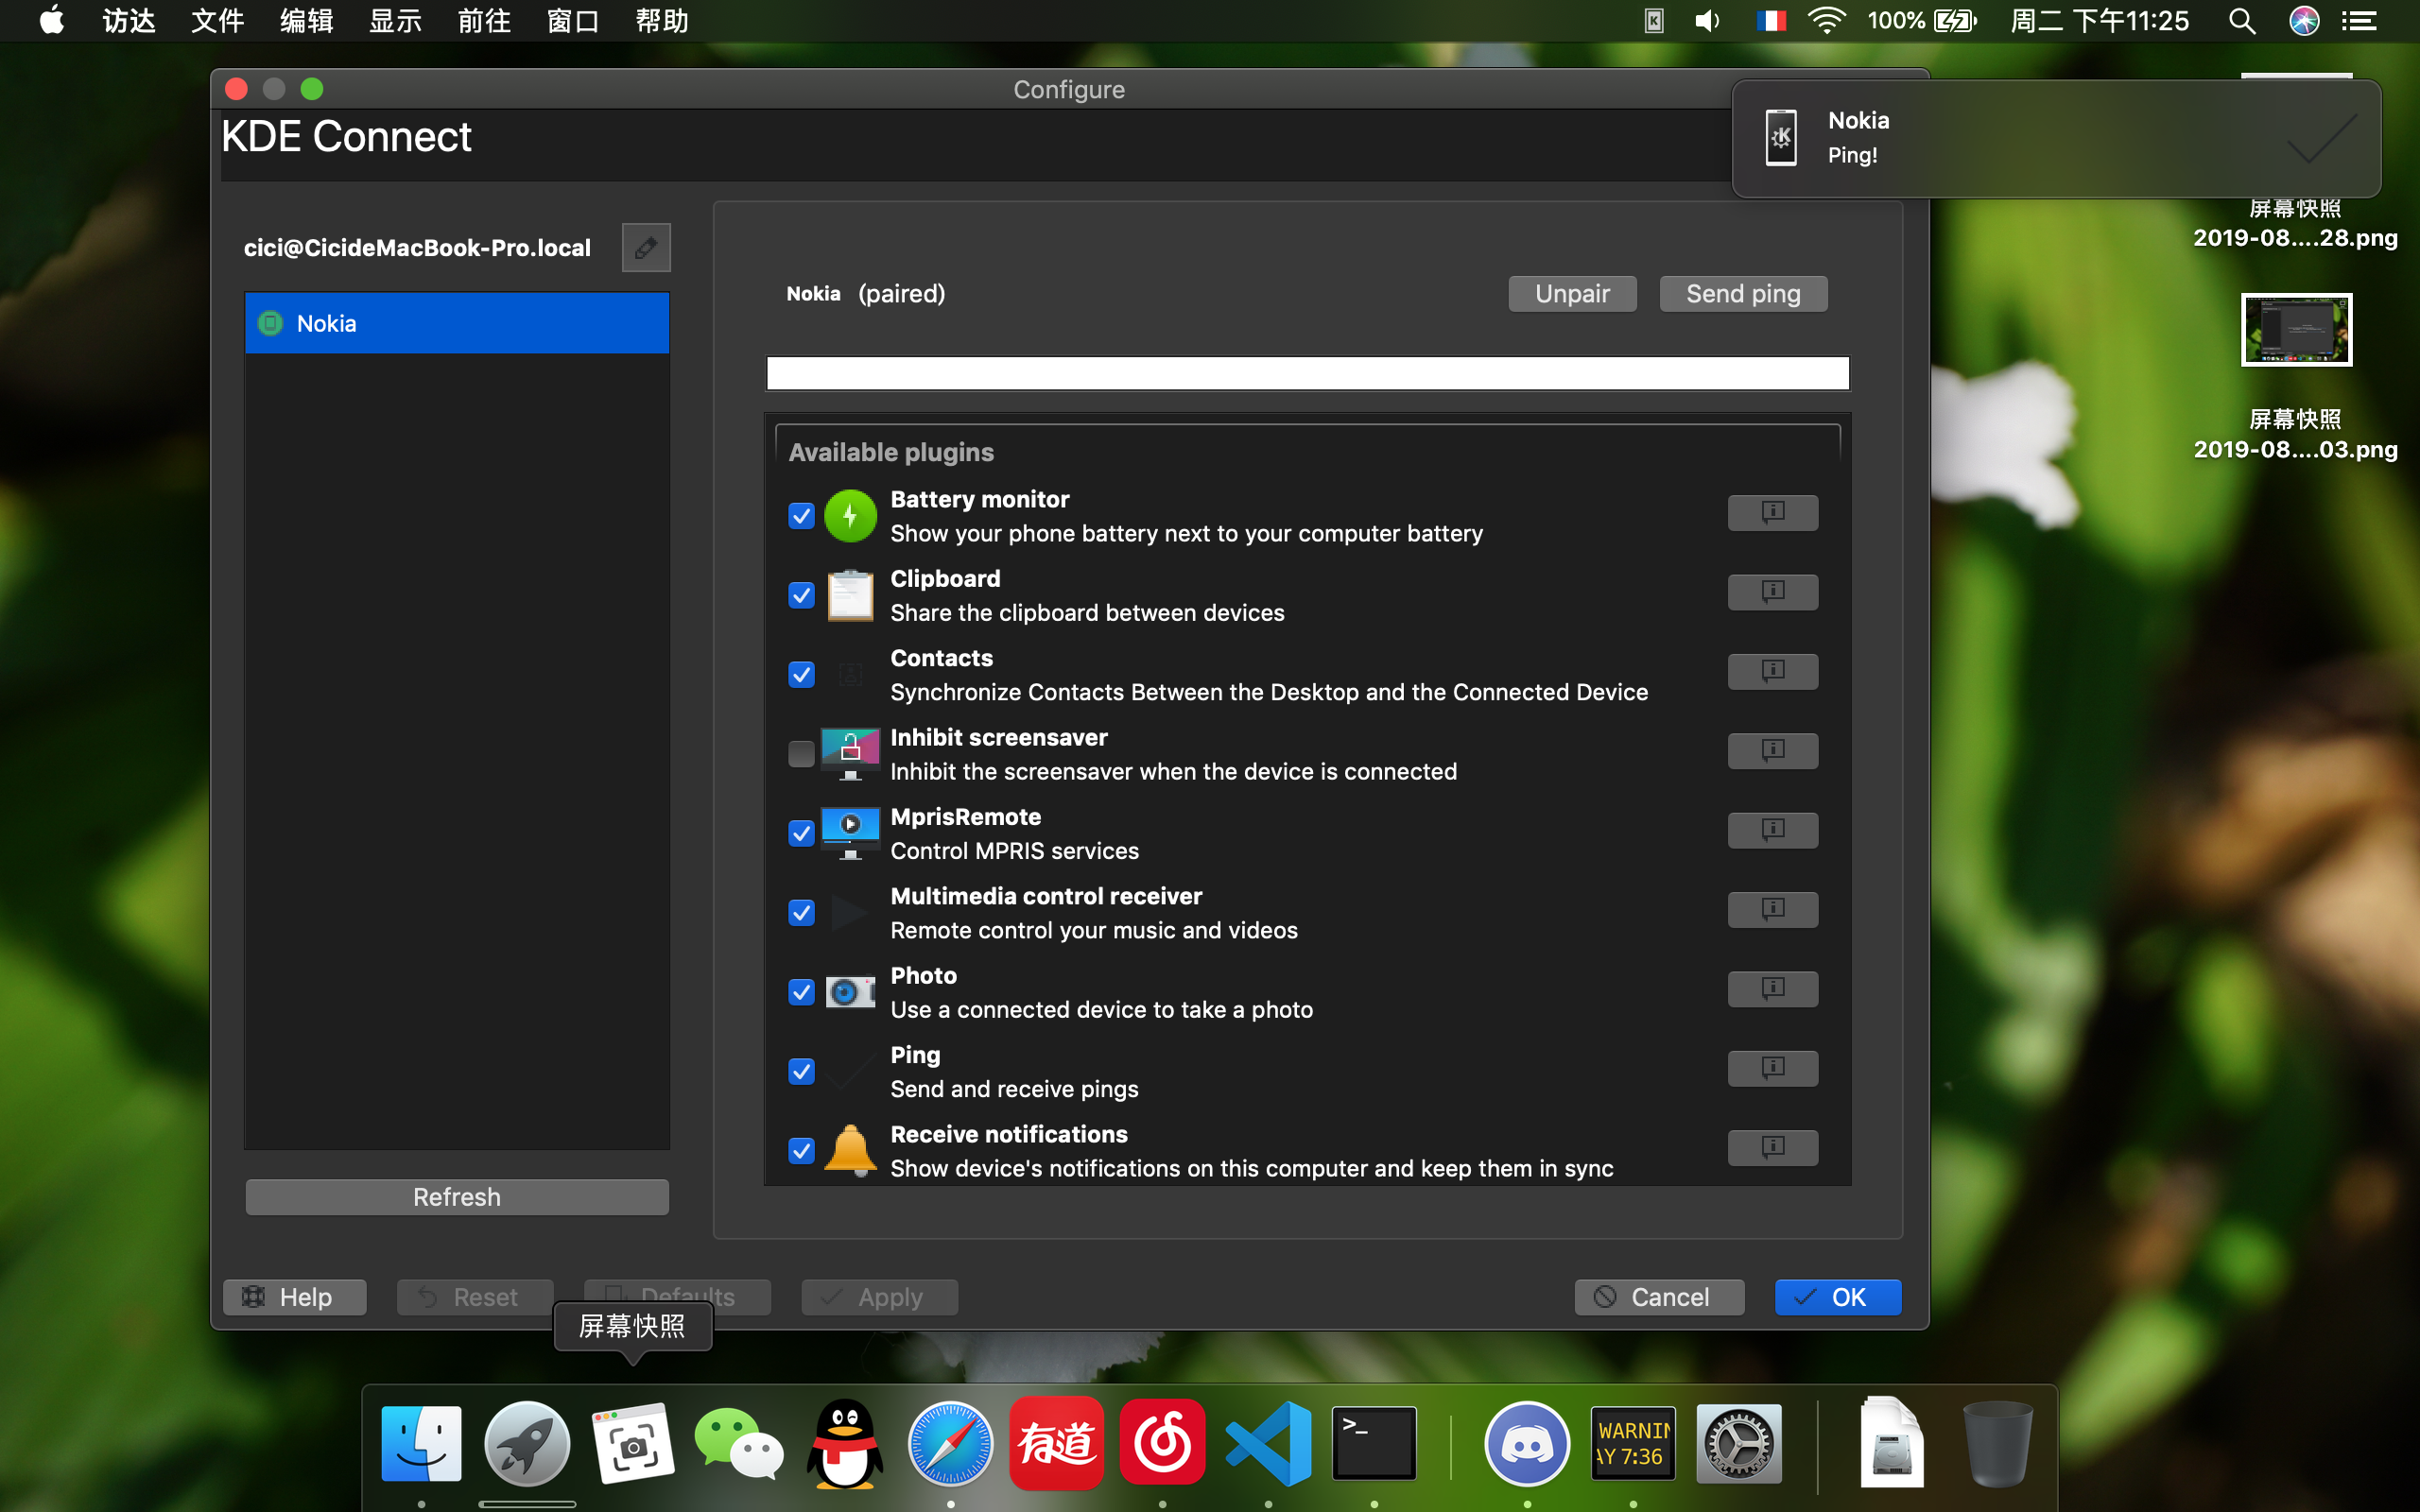 访达 文件 编辑 显示 前往 窗口 帮助 100% 周二 下午11:25
Configure
KDE Connect
Nokia
Ping!
屏幕快照
2019-08....28.png
cici@CicideMacBook-Pro.local
Nokia
Nokia (paired)
Unpair
Send ping
屏幕快照
2019-08....03.png
Available plugins
Battery monitor
Show your phone battery next to your computer battery
Clipboard
Share the clipboard between devices
Contacts
Synchronize Contacts Between the Desktop and the Connected Device
Inhibit screensaver
Inhibit the screensaver when the device is connected
MprisRemote
Control MPRIS services
Multimedia control receiver
Remote control your music and videos
Photo
Use a connected device to take a photo
Ping
Send and receive pings
Receive notifications
Show device's notifications on this computer and keep them in sync
Refresh
Help
Reset
Defaults
Apply
Cancel
OK
屏幕快照
有道
>_
WARNIN
AY 7:36